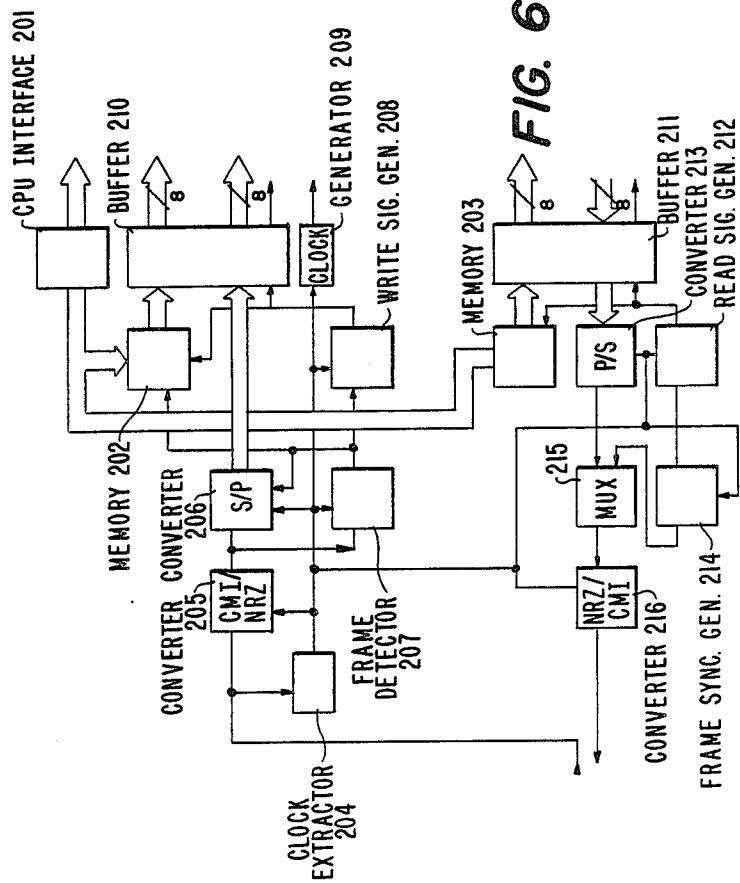 CPU INTERFACE 201
BUFFER 210
8
8
GENERATOR 209
CLOCK
WRITE SIG. GEN. 208
MEMORY 202
CONVERTER
206
S/P
CONVERTER
205
CMI/
NRZ
FRAME
DETECTOR
207
CLOCK
EXTRACTOR
204
FIG. 6
MEMORY 203
8
8
BUFFER 211
CONVERTER 213
READ SIG. GEN. 212
P/S
215
MUX
NRZ/
CMI
CONVERTER 216
FRAME SYNC. GEN. 214